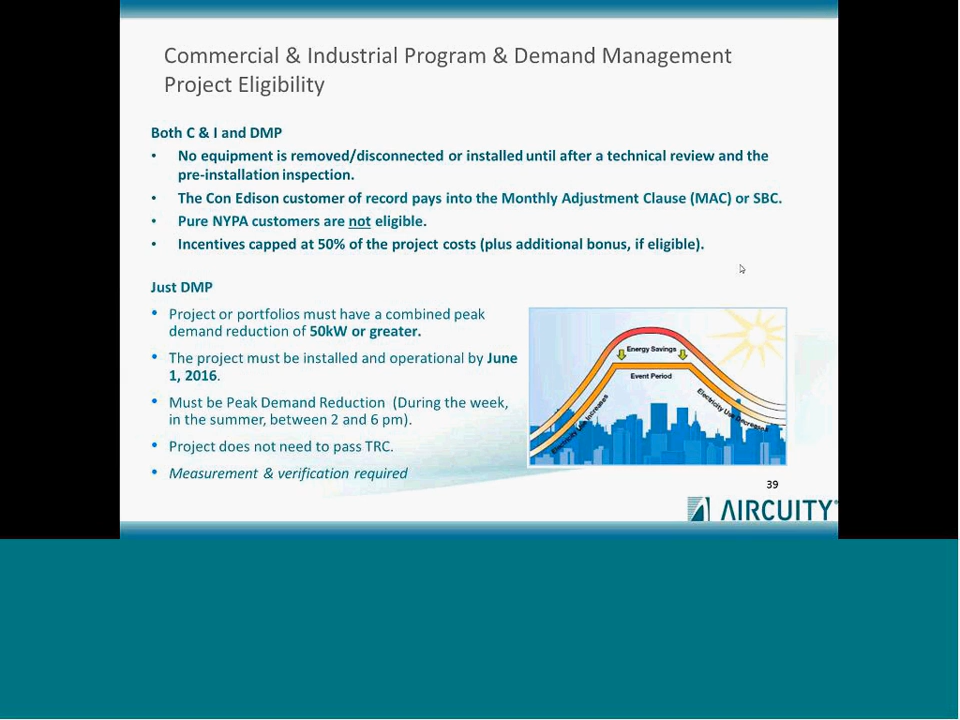 Commercial & Industrial Program & Demand Management
Project Eligibility
Both C & I and DMP
• No equipment is removed/disconnected or installed until after a technical review and the
pre-installation inspection.
• The Con Edison customer of record pays into the Monthly Adjustment Clause (MAC) or SBC.
• Pure NYPA customers are not eligible.
• Incentives capped at 50% of the project costs (plus additional bonus, if eligible).
Just DMP
• Project or portfolios must have a combined peak
demand reduction of 50kW or greater.
• The project must be installed and operational by June
1, 2016.
• Must be Peak Demand Reduction (During the week,
in the summer, between 2 and 6 pm).
• Project does not need to pass TRC.
• Measurement & verification required
Energy Savings
Event Period
Electricity Use Increases
Electricity Use Decreases
39
AIRCUITY